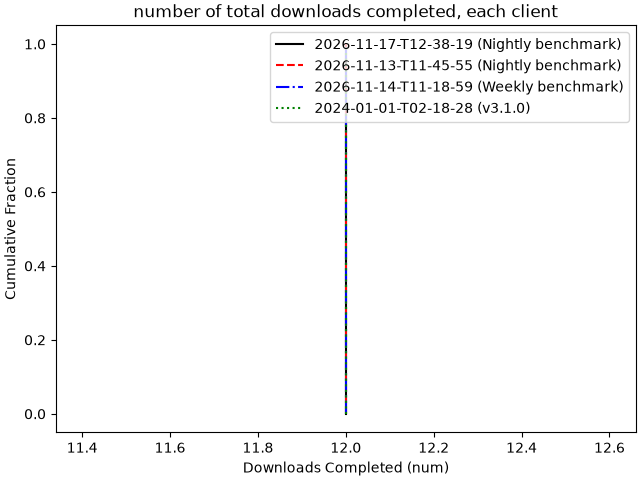 number of total downloads completed, each client
1.0
0.8
0.6
0.4
0.2
0.0
Cumulative Fraction
2026-11-17-T12-38-19 (Nightly benchmark)
2026-11-13-T11-45-55 (Nightly benchmark)
2026-11-14-T11-18-59 (Weekly benchmark)
2024-01-01-T02-18-28 (v3.1.0)
11.4 11.6 11.8 12.0 12.2 12.4 12.6
Downloads Completed (num)